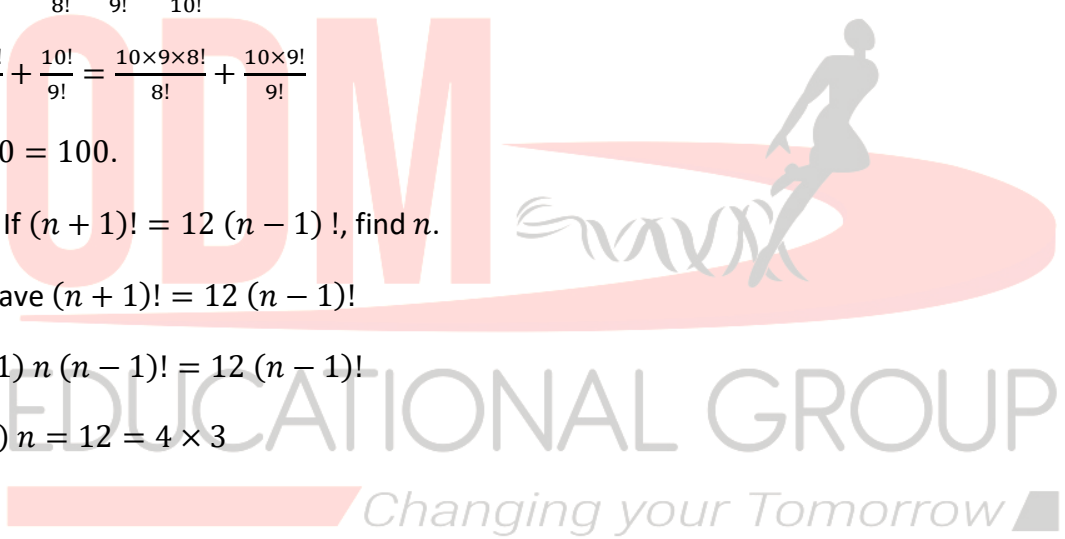 8! 9! 10!
! + 10!/9! = 10×9×8!/8! + 10×9!/9!
0 = 100.
If (n + 1)! = 12 (n − 1) !, find n.
ave (n + 1)! = 12 (n − 1)!
1) n (n − 1)! = 12 (n − 1)!
) n = 12 = 4 × 3
ODM
EDUCATIONAL GROUP
Changing your Tomorrow